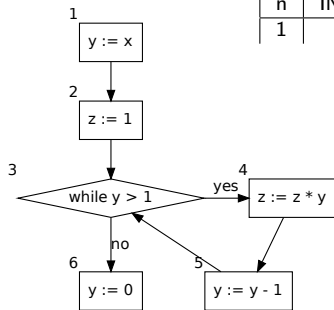 n
1
1
y := x
2
z := 1
3
while y > 1
yes
4
z := z * y
no
6
y := 0
5
y := y - 1